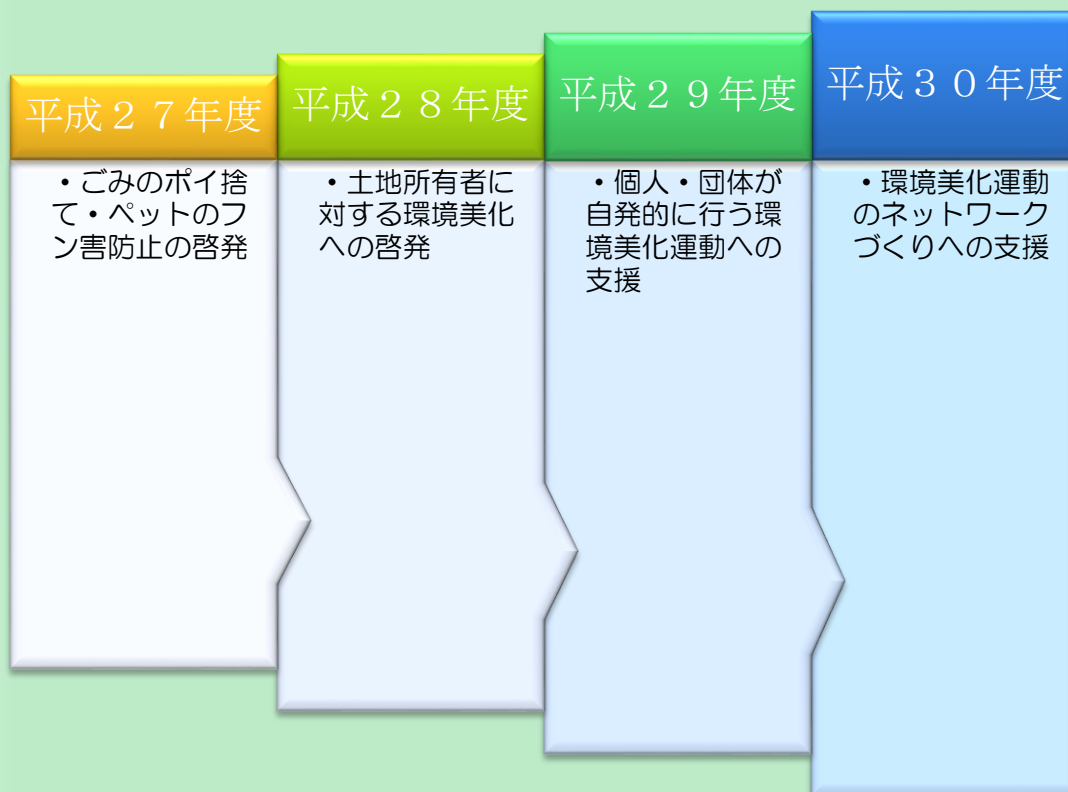 平成２７年度
・ごみのポイ捨
て・ペットのフ
ン害防止の啓発
平成２８年度
・土地所有者に
対する環境美化
への啓発
平成２９年度
・個人・団体が
自発的に行う環
境美化運動への
支援
平成３０年度
・環境美化運動
のネットワーク
づくりへの支援